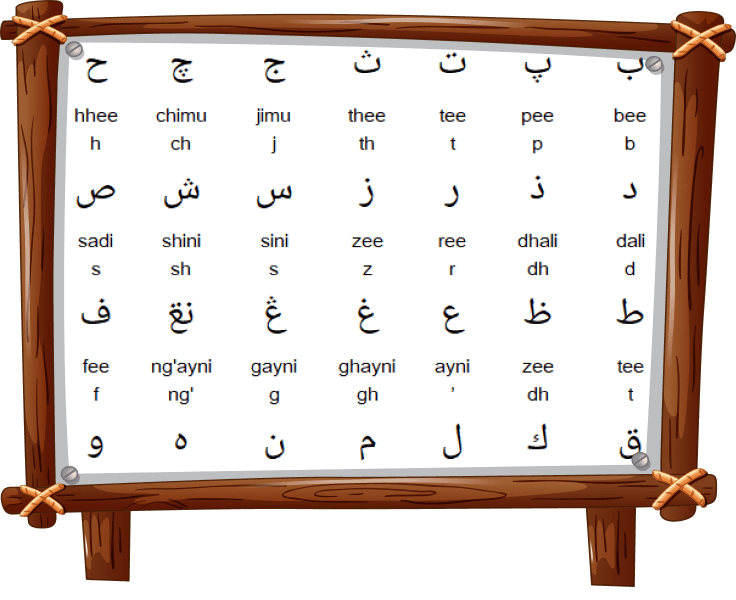 ب پ ت ث ج چ ح
hhee chimu jimu thee tee pee bee
h ch j th t p b
د ذ ر ز س ش ص
sadi shini sini zee ree dhali dali
s sh s z r dh d
ط ظ ع غ ڠ نڠ ف
fee ng'ayni gayni ghayni ayni zee tee
f ng' g gh ’ dh t
ق ك ل م ن ه و